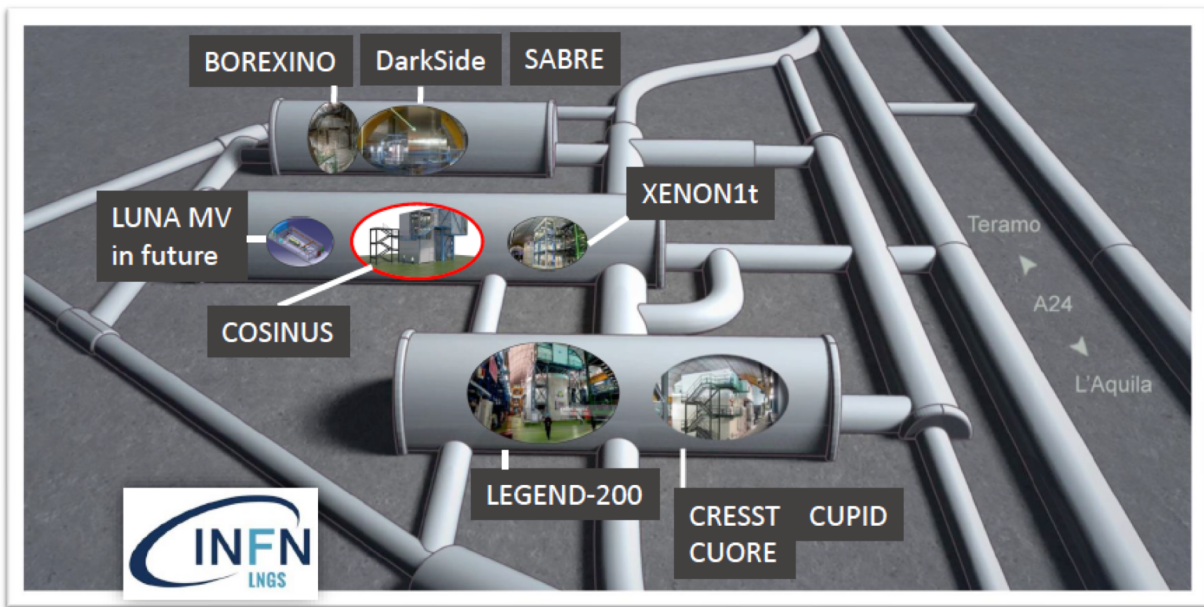 BOREXINO
DarkSide
SABRE
XENON1t
LUNA MV
in future
COSINUS
Teramo
A24
L'Aquila
LEGEND-200
CRESST CUPID
CUORE
INFN
LNGS